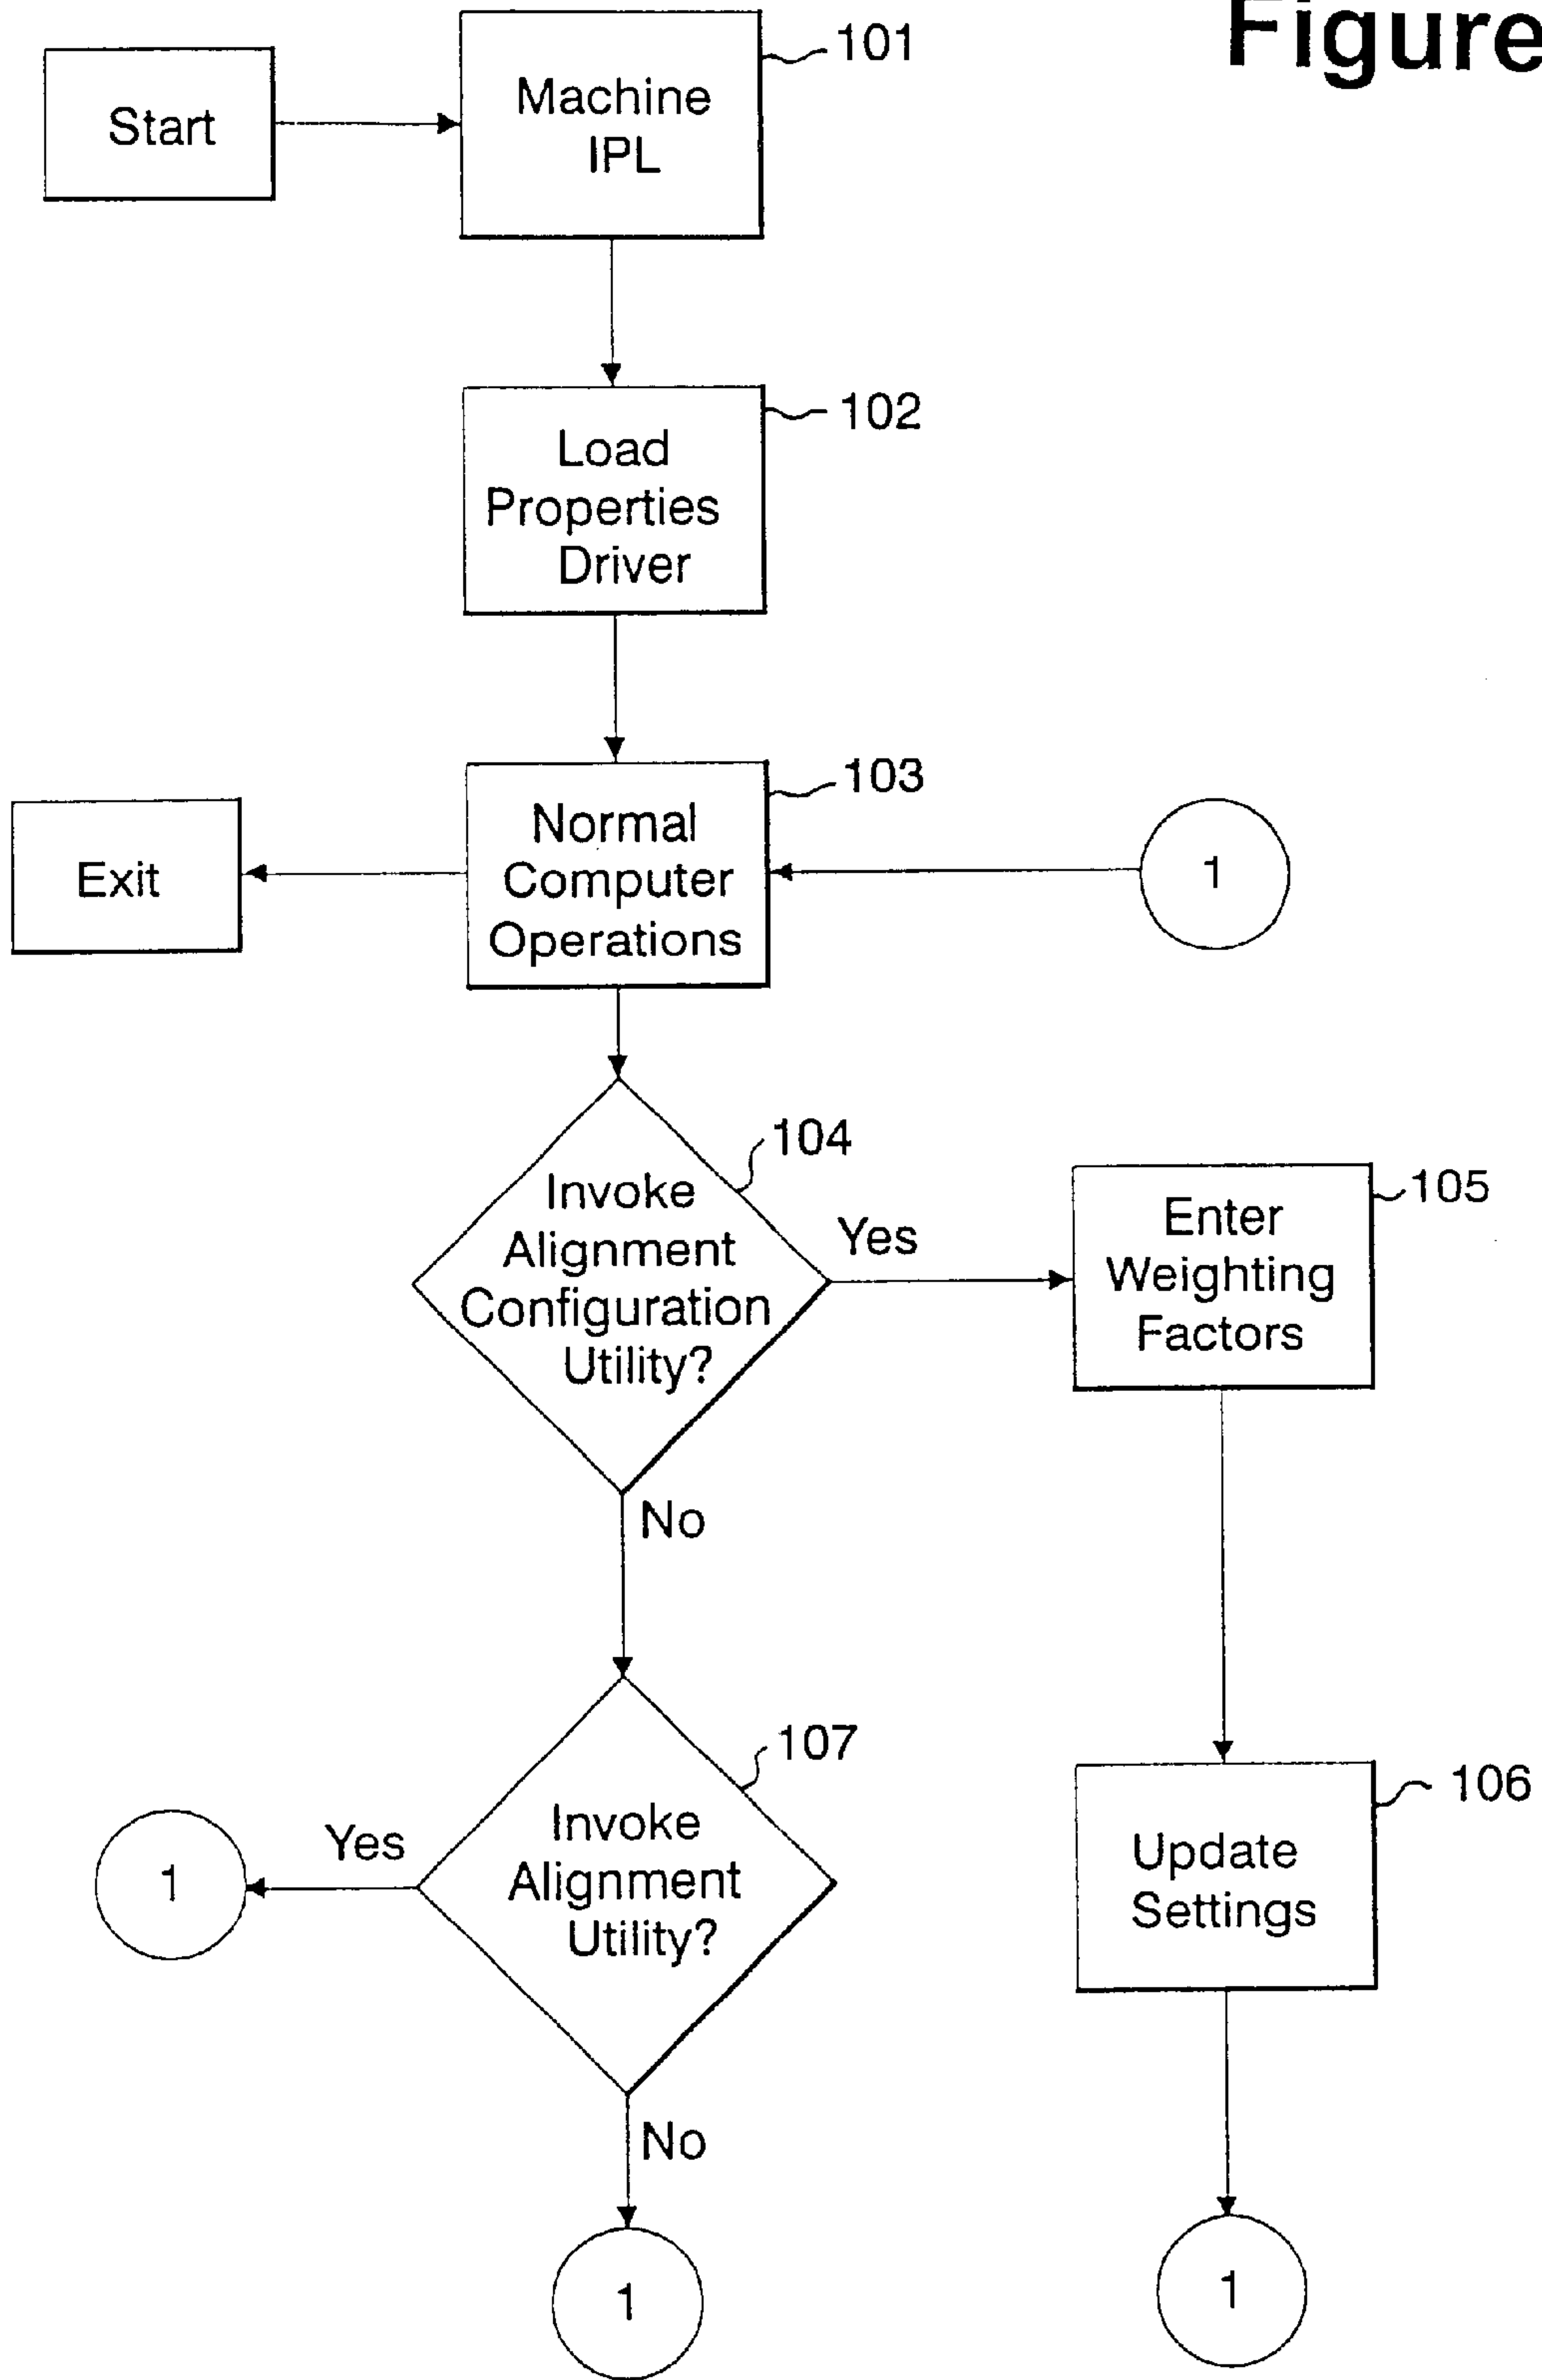 Figure
Start
Machine
IPL
101
Load
Properties
Driver
102
Normal
Computer
Operations
103
Exit
1
Invoke
Alignment
Configuration
Utility?
104
Yes
Enter
Weighting
Factors
105
No
Invoke
Alignment
Utility?
107
Yes
1
Update
Settings
106
No
1
1